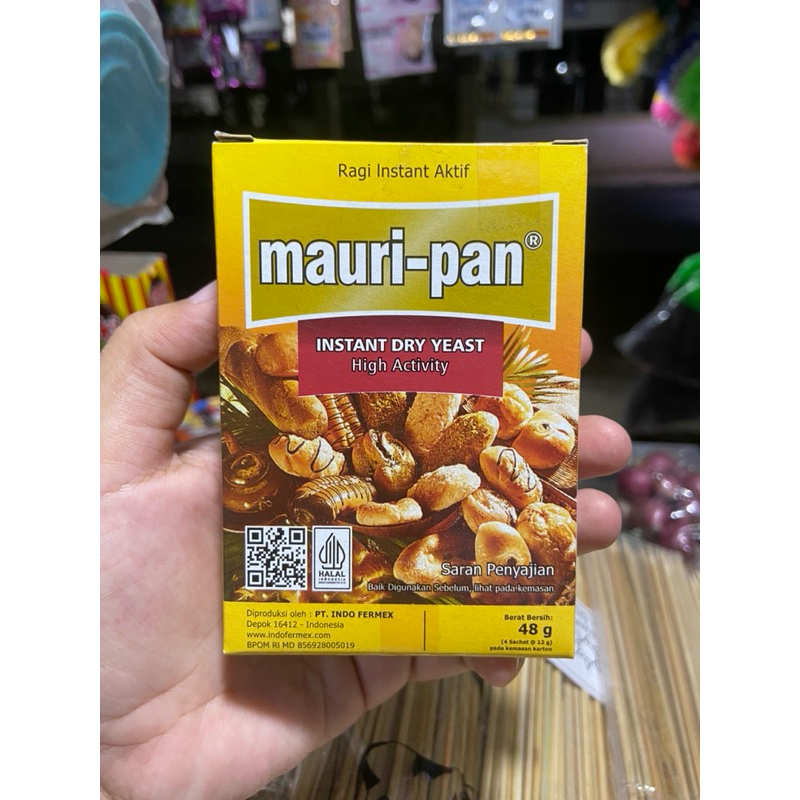 Ragi Instant Aktif
mauri-pan®
INSTANT DRY YEAST
High Activity
HALAL
INDONESIA
Saran Penyajian
Baik Digunakan Sebelum, lihat pada kemasan
Diproduksi oleh : PT. INDO FERMEX
Depok 16412 - Indonesia
www.indofermex.com
BPOM RI MD 856928005019
Berat Bersih:
48 g
(4 Sachet @ 12 g)
pada kemasan karton